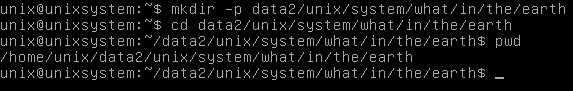 unix@unixsystem:~$ mkdir -p data2/unix/system/what/in/the/earth
unix@unixsystem:~$ cd data2/unix/system/what/in/the/earth
unix@unixsystem:~/data2/unix/system/what/in/the/earth$ pwd
/home/unix/data2/unix/system/what/in/the/earth
unix@unixsystem:~/data2/unix/system/what/in/the/earth$ _